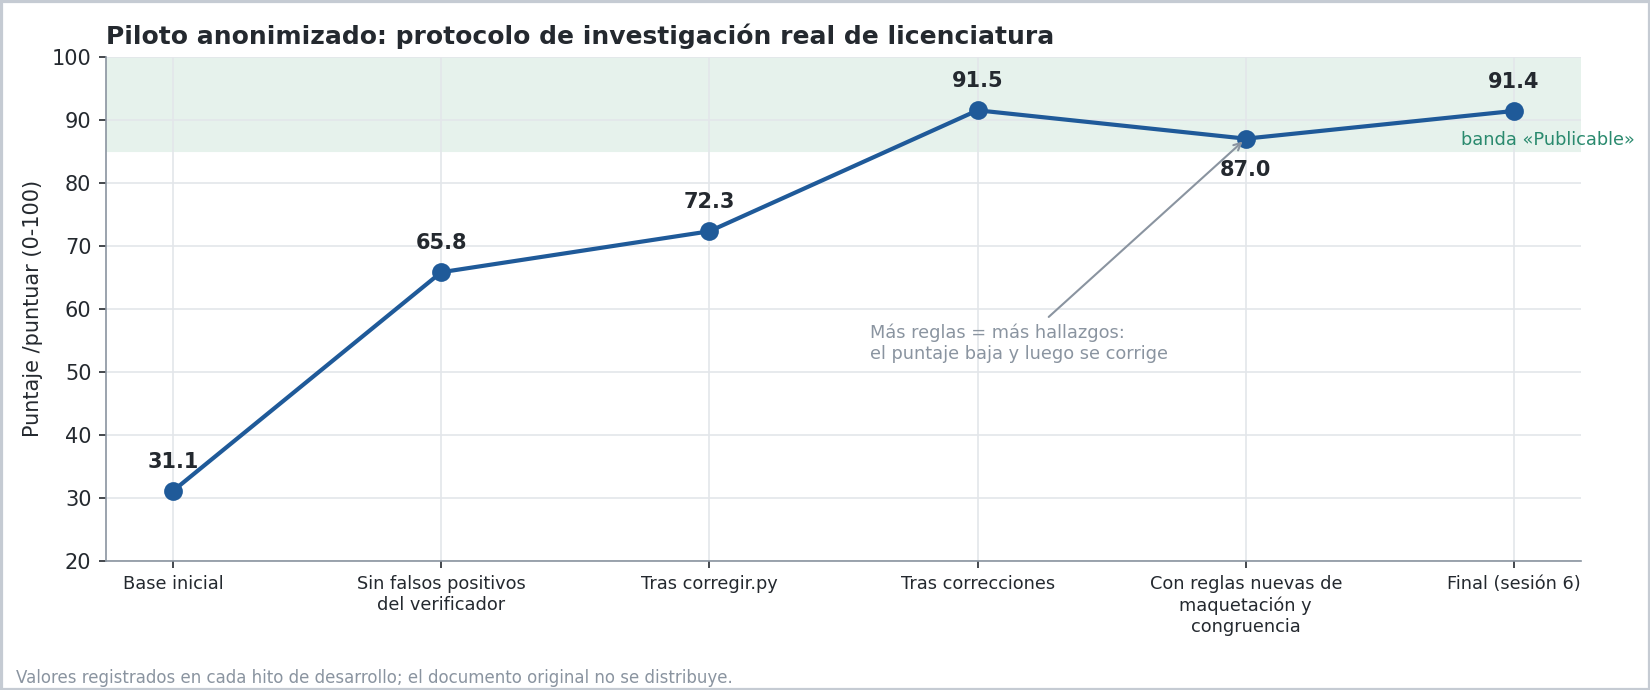 Piloto anonimizado: protocolo de investigación real de licenciatura
Puntaje /puntuar (0-100)
100
90
80
70
60
50
40
30
20
31.1
65.8
72.3
91.5
87.0
91.4
banda «Publicable»
Más reglas = más hallazgos:
el puntaje baja y luego se corrige
Base inicial
Sin falsos positivos
del verificador
Tras corregir.py
Tras correcciones
Con reglas nuevas de
maquetación y
congruencia
Final (sesión 6)
Valores registrados en cada hito de desarrollo; el documento original no se distribuye.